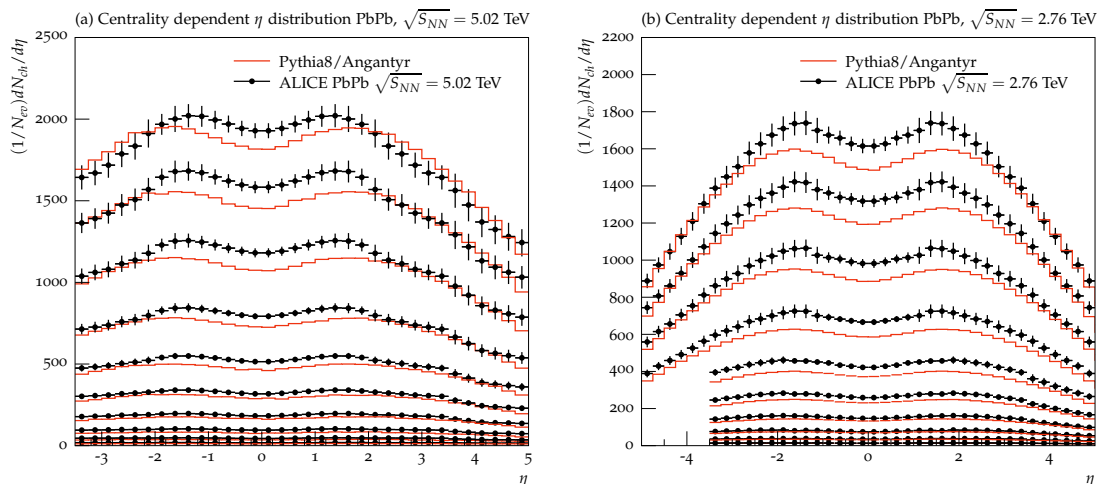 (a) Centrality dependent η distribution PbPb, √S_NN = 5.02 TeV
(1/N_ev)dN_ch/dη
2500
2000
1500
1000
500
0
Pythia8/Angantyr
ALICE PbPb √S_NN = 5.02 TeV
-3 -2 -1 0 1 2 3 4 5
η
(b) Centrality dependent η distribution PbPb, √S_NN = 2.76 TeV
(1/N_ev)dN_ch/dη
2200
2000
1800
1600
1400
1200
1000
800
600
400
200
0
Pythia8/Angantyr
ALICE PbPb √S_NN = 2.76 TeV
-4 -2 0 2 4
η